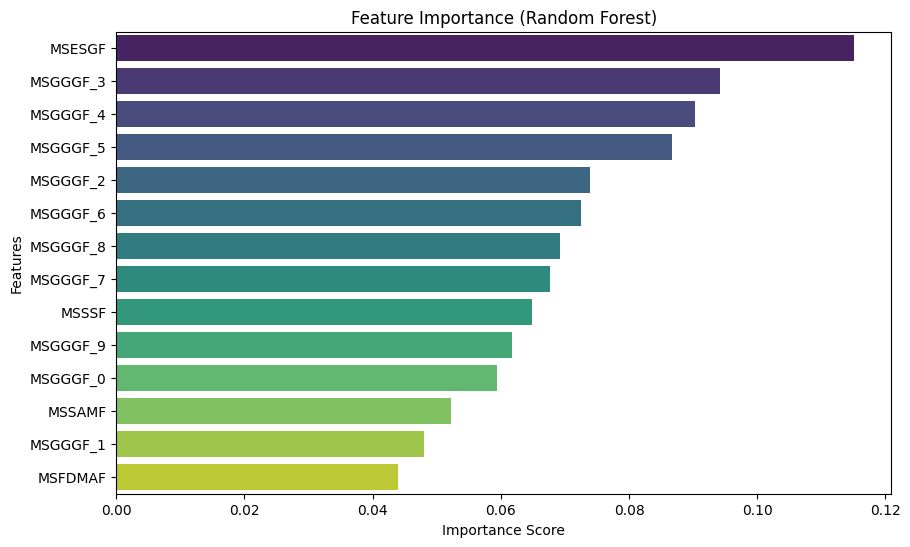 Feature Importance (Random Forest)
Features
MSESGF
MSGGGF_3
MSGGGF_4
MSGGGF_5
MSGGGF_2
MSGGGF_6
MSGGGF_8
MSGGGF_7
MSSSF
MSGGGF_9
MSGGGF_0
MSSAMF
MSGGGF_1
MSFDMAF
0.00 0.02 0.04 0.06 0.08 0.10 0.12
Importance Score